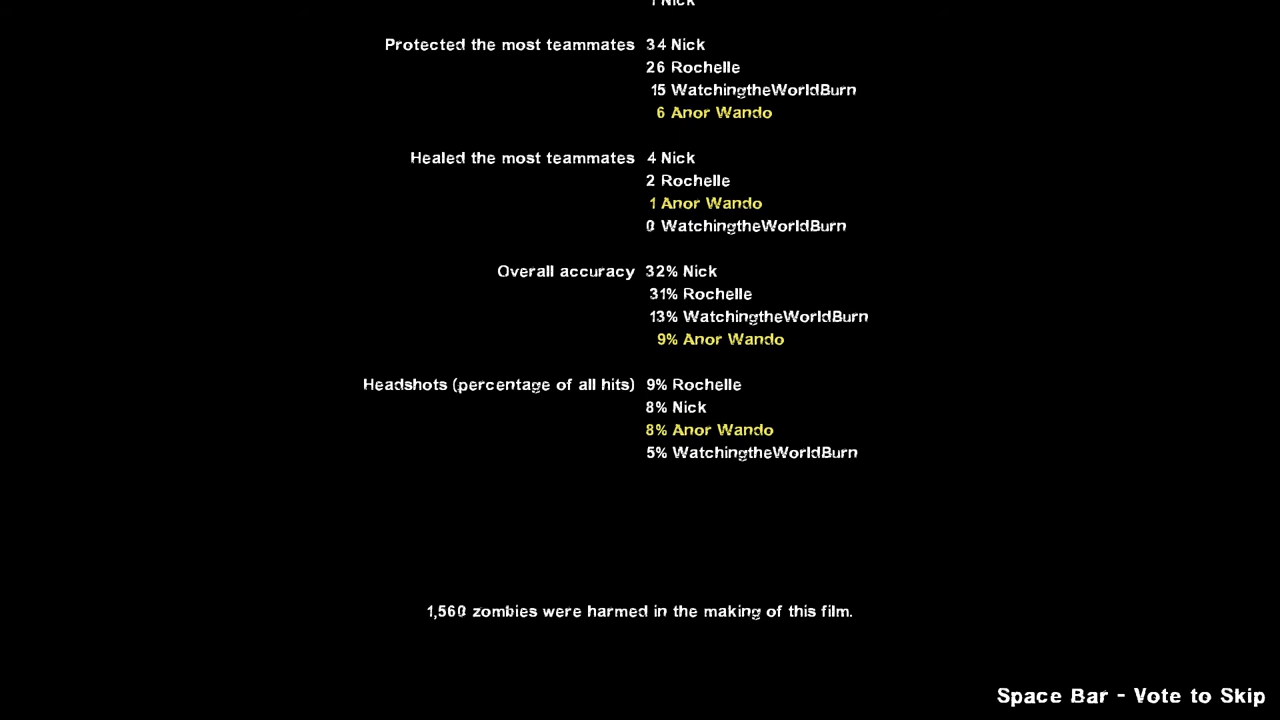 1 Nick
Protected the most teammates 34 Nick
26 Rochelle
15 WatchingtheWorldBurn
6 Anor Wando
Healed the most teammates 4 Nick
2 Rochelle
1 Anor Wando
0 WatchingtheWorldBurn
Overall accuracy 32% Nick
31% Rochelle
13% WatchingtheWorldBurn
9% Anor Wando
Headshots (percentage of all hits) 9% Rochelle
8% Nick
8% Anor Wando
5% WatchingtheWorldBurn
1,560 zombies were harmed in the making of this film.
Space Bar - Vote to Skip